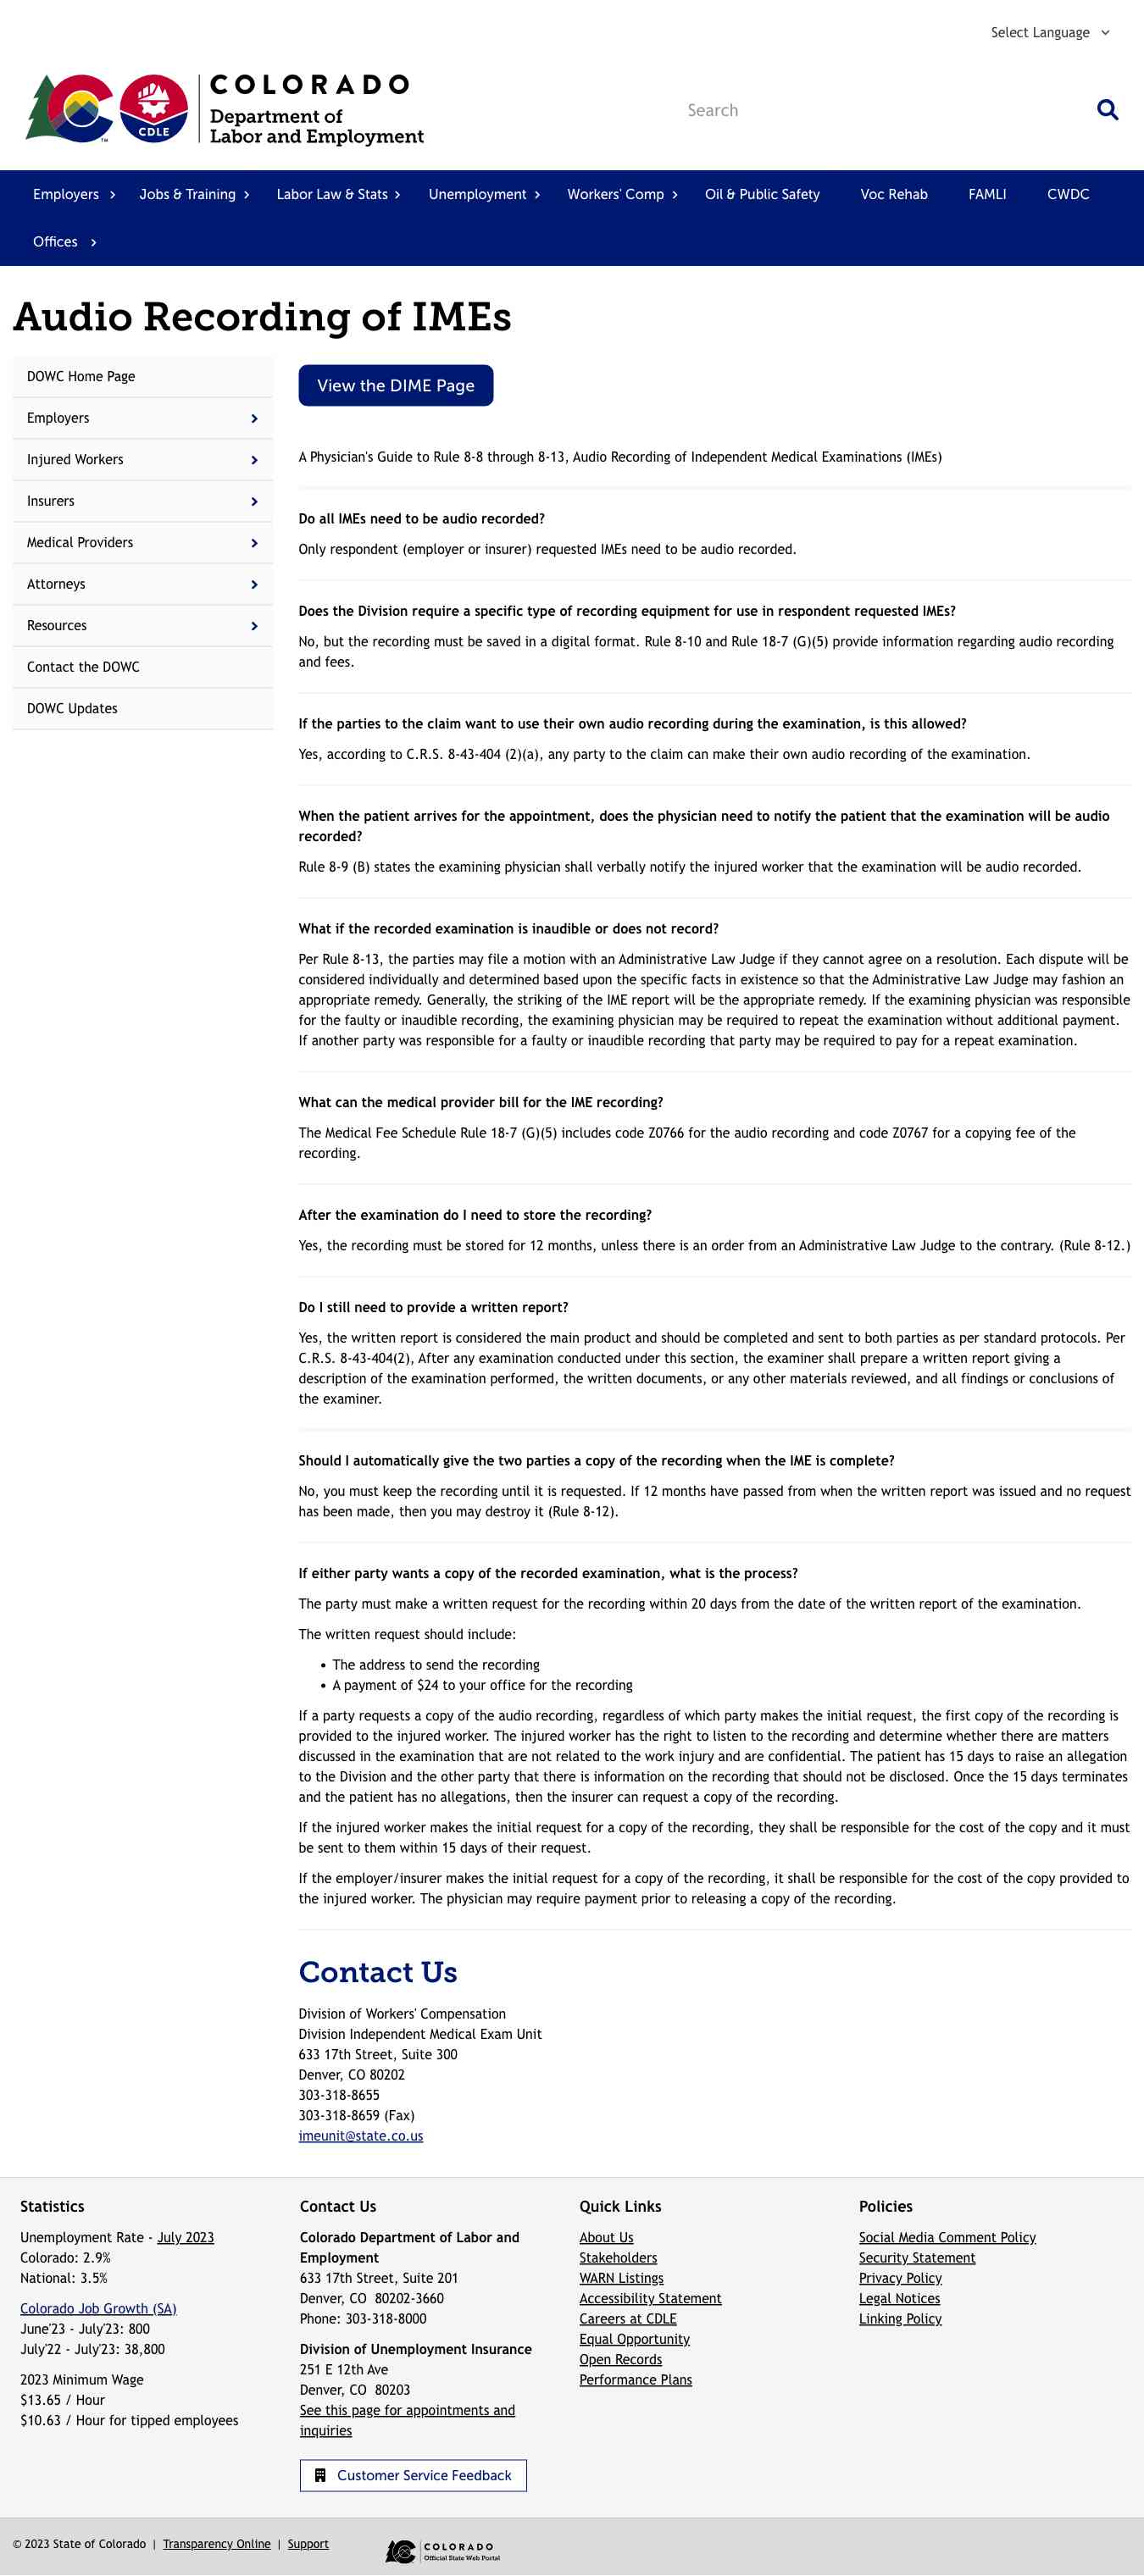 Select Language
COLORADO
Department of
Labor and Employment
CDLE
TM
Search
Employers
Jobs & Training
Labor Law & Stats
Unemployment
Workers' Comp
Oil & Public Safety
Voc Rehab
FAMLI
CWDC
Offices
Audio Recording of IMEs
DOWC Home Page
Employers
Injured Workers
Insurers
Medical Providers
Attorneys
Resources
Contact the DOWC
DOWC Updates
View the DIME Page
A Physician's Guide to Rule 8-8 through 8-13, Audio Recording of Independent Medical Examinations (IMEs)
Do all IMEs need to be audio recorded?
Only respondent (employer or insurer) requested IMEs need to be audio recorded.
Does the Division require a specific type of recording equipment for use in respondent requested IMEs?
No, but the recording must be saved in a digital format. Rule 8-10 and Rule 18-7 (G)(5) provide information regarding audio recording
and fees.
If the parties to the claim want to use their own audio recording during the examination, is this allowed?
Yes, according to C.R.S. 8-43-404 (2)(a), any party to the claim can make their own audio recording of the examination.
When the patient arrives for the appointment, does the physician need to notify the patient that the examination will be audio
recorded?
Rule 8-9 (B) states the examining physician shall verbally notify the injured worker that the examination will be audio recorded.
What if the recorded examination is inaudible or does not record?
Per Rule 8-13, the parties may file a motion with an Administrative Law Judge if they cannot agree on a resolution. Each dispute will be
considered individually and determined based upon the specific facts in existence so that the Administrative Law Judge may fashion an
appropriate remedy. Generally, the striking of the IME report will be the appropriate remedy. If the examining physician was responsible
for the faulty or inaudible recording, the examining physician may be required to repeat the examination without additional payment.
If another party was responsible for a faulty or inaudible recording that party may be required to pay for a repeat examination.
What can the medical provider bill for the IME recording?
The Medical Fee Schedule Rule 18-7 (G)(5) includes code Z0766 for the audio recording and code Z0767 for a copying fee of the
recording.
After the examination do I need to store the recording?
Yes, the recording must be stored for 12 months, unless there is an order from an Administrative Law Judge to the contrary. (Rule 8-12.)
Do I still need to provide a written report?
Yes, the written report is considered the main product and should be completed and sent to both parties as per standard protocols. Per
C.R.S. 8-43-404(2), After any examination conducted under this section, the examiner shall prepare a written report giving a
description of the examination performed, the written documents, or any other materials reviewed, and all findings or conclusions of
the examiner.
Should I automatically give the two parties a copy of the recording when the IME is complete?
No, you must keep the recording until it is requested. If 12 months have passed from when the written report was issued and no request
has been made, then you may destroy it (Rule 8-12).
If either party wants a copy of the recorded examination, what is the process?
The party must make a written request for the recording within 20 days from the date of the written report of the examination.
The written request should include:
• The address to send the recording
• A payment of $24 to your office for the recording
If a party requests a copy of the audio recording, regardless of which party makes the initial request, the first copy of the recording is
provided to the injured worker. The injured worker has the right to listen to the recording and determine whether there are matters
discussed in the examination that are not related to the work injury and are confidential. The patient has 15 days to raise an allegation
to the Division and the other party that there is information on the recording that should not be disclosed. Once the 15 days terminates
and the patient has no allegations, then the insurer can request a copy of the recording.
If the injured worker makes the initial request for a copy of the recording, they shall be responsible for the cost of the copy and it must
be sent to them within 15 days of their request.
If the employer/insurer makes the initial request for a copy of the recording, it shall be responsible for the cost of the copy provided to
the injured worker. The physician may require payment prior to releasing a copy of the recording.
Contact Us
Division of Workers' Compensation
Division Independent Medical Exam Unit
633 17th Street, Suite 300
Denver, CO 80202
303-318-8655
303-318-8659 (Fax)
imeunit@state.co.us
Statistics
Unemployment Rate - July 2023
Colorado: 2.9%
National: 3.5%
Colorado Job Growth (SA)
June'23 - July'23: 800
July'22 - July'23: 38,800
2023 Minimum Wage
$13.65 / Hour
$10.63 / Hour for tipped employees
Contact Us
Colorado Department of Labor and
Employment
633 17th Street, Suite 201
Denver, CO 80202-3660
Phone: 303-318-8000
Division of Unemployment Insurance
251 E 12th Ave
Denver, CO 80203
See this page for appointments and
inquiries
Customer Service Feedback
Quick Links
About Us
Stakeholders
WARN Listings
Accessibility Statement
Careers at CDLE
Equal Opportunity
Open Records
Performance Plans
Policies
Social Media Comment Policy
Security Statement
Privacy Policy
Legal Notices
Linking Policy
© 2023 State of Colorado | Transparency Online | Support
COLORADO
Official State Web Portal